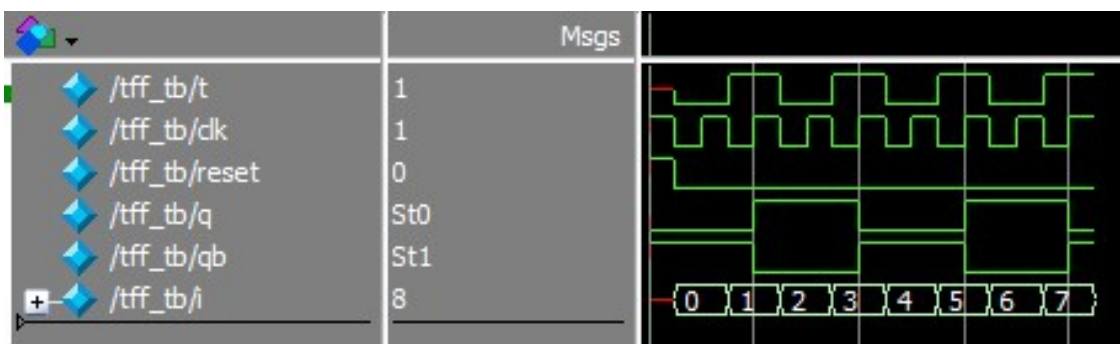 Msgs
/tff_tb/t 1
/tff_tb/clk 1
/tff_tb/reset 0
/tff_tb/q St0
/tff_tb/qb St1
/tff_tb/i 8 0 1 2 3 4 5 6 7